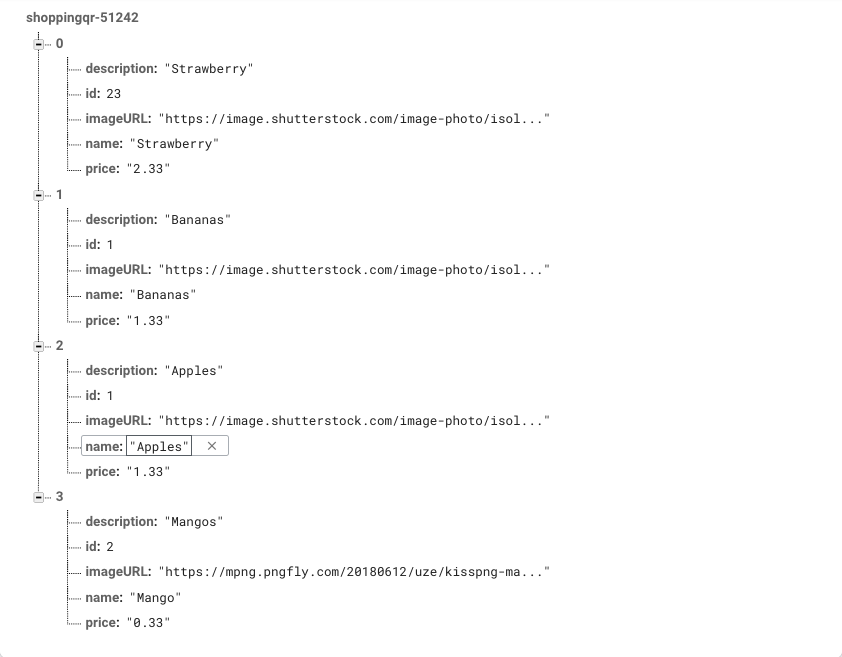 shoppingqr-51242
0
description: "Strawberry"
id: 23
imageURL: "https://image.shutterstock.com/image-photo/isol..."
name: "Strawberry"
price: "2.33"
1
description: "Bananas"
id: 1
imageURL: "https://image.shutterstock.com/image-photo/isol..."
name: "Bananas"
price: "1.33"
2
description: "Apples"
id: 1
imageURL: "https://image.shutterstock.com/image-photo/isol..."
name: "Apples"
price: "1.33"
3
description: "Mangos"
id: 2
imageURL: "https://mpng.pngfly.com/20180612/uze/kisspng-ma..."
name: "Mango"
price: "0.33"